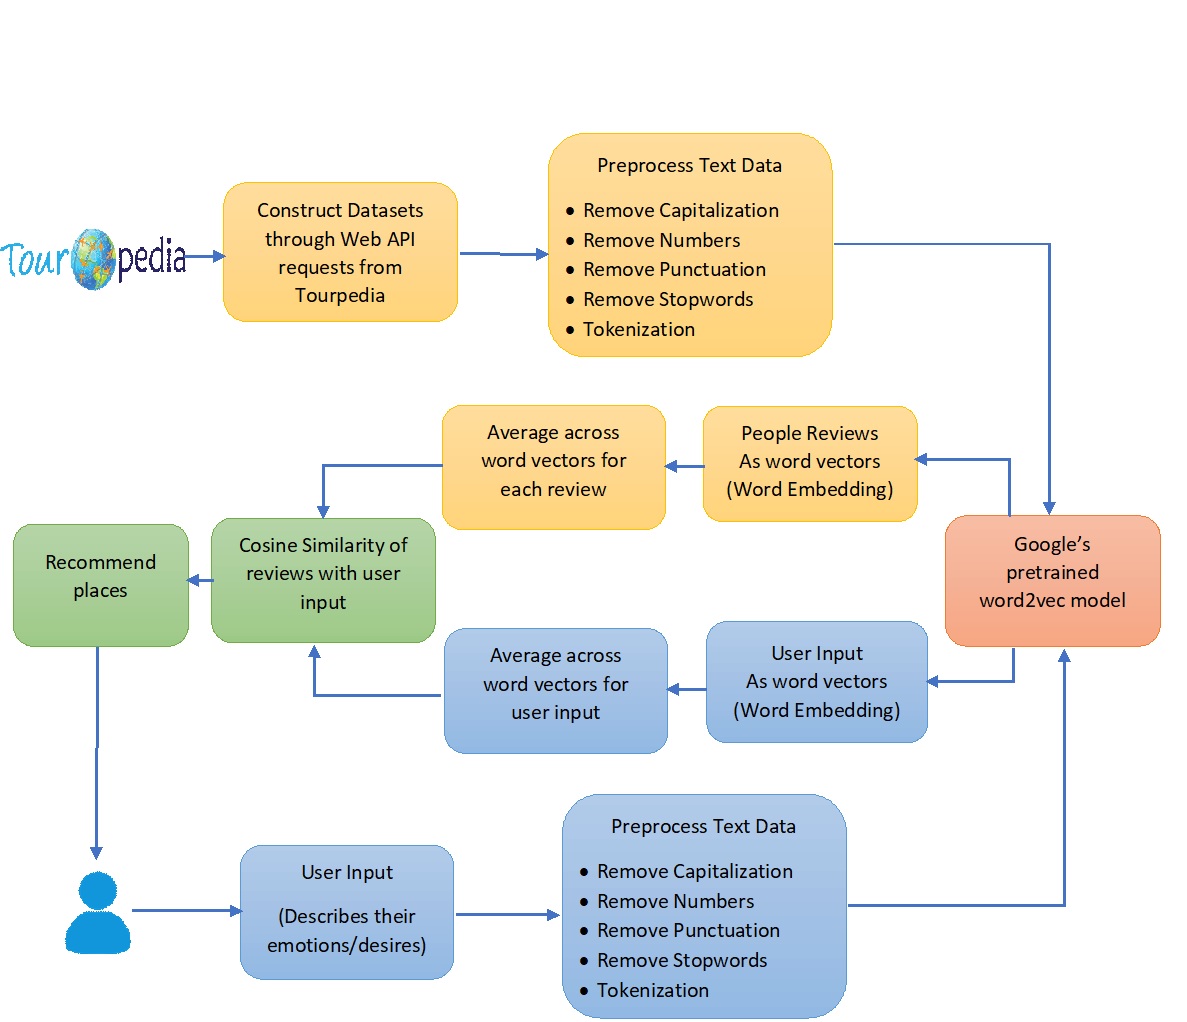 Tour pedia
Construct Datasets
through Web API
requests from
Tourpedia
Preprocess Text Data
• Remove Capitalization
• Remove Numbers
• Remove Punctuation
• Remove Stopwords
• Tokenization
Average across
word vectors for
each review
People Reviews
As word vectors
(Word Embedding)
Recommend
places
Cosine Similarity of
reviews with user
input
Google’s
pretrained
word2vec model
Average across
word vectors for
user input
User Input
As word vectors
(Word Embedding)
User Input
(Describes their
emotions/desires)
Preprocess Text Data
• Remove Capitalization
• Remove Numbers
• Remove Punctuation
• Remove Stopwords
• Tokenization